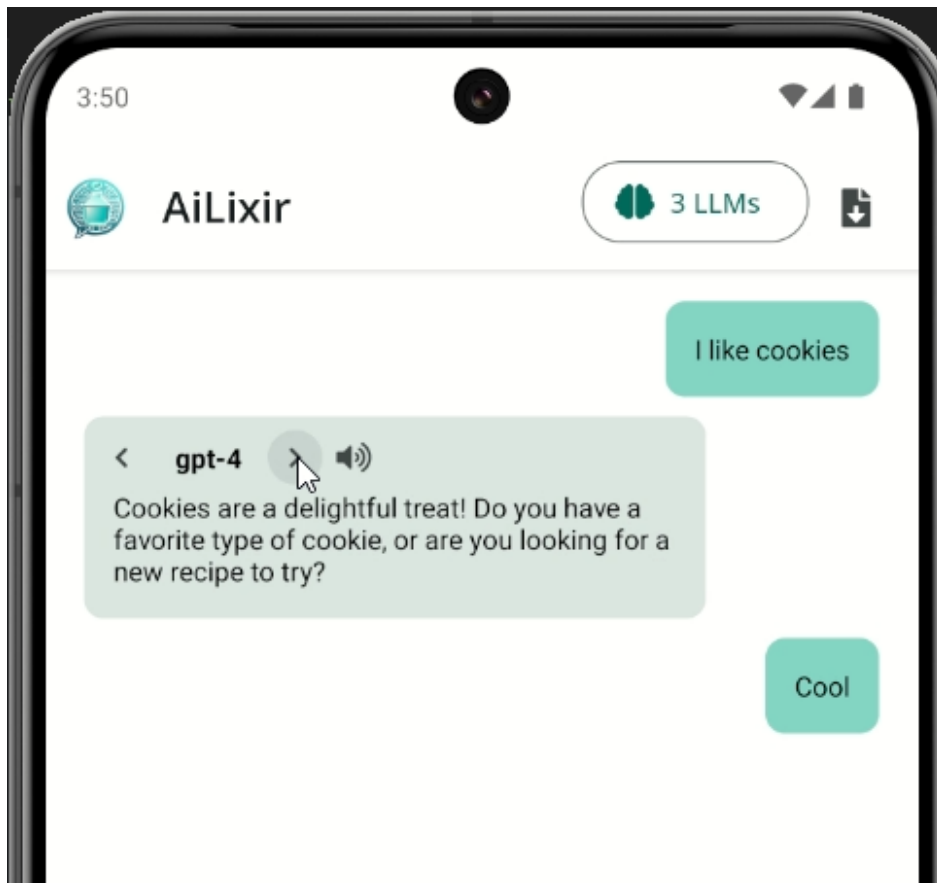 3:50
AiLixir
3 LLMs
I like cookies
gpt-4
Cookies are a delightful treat! Do you have a
favorite type of cookie, or are you looking for a
new recipe to try?
Cool